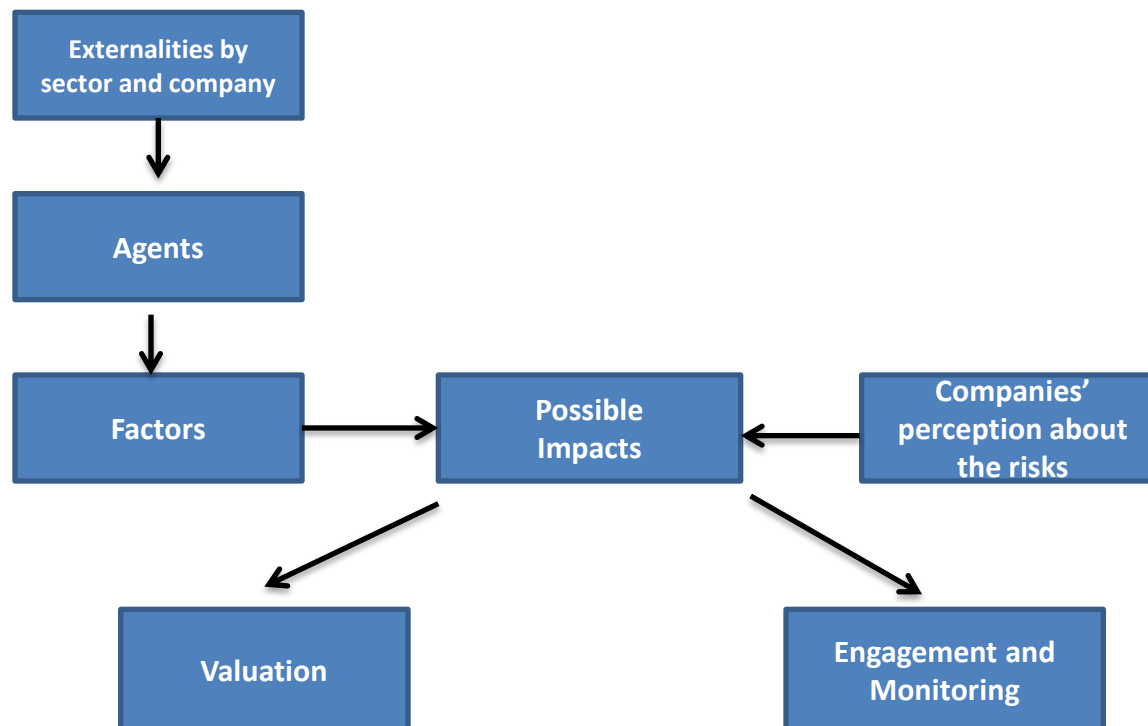 Externalities by
sector and company
Agents
Factors
Possible
Impacts
Companies’
perception about
the risks
Valuation
Engagement and
Monitoring